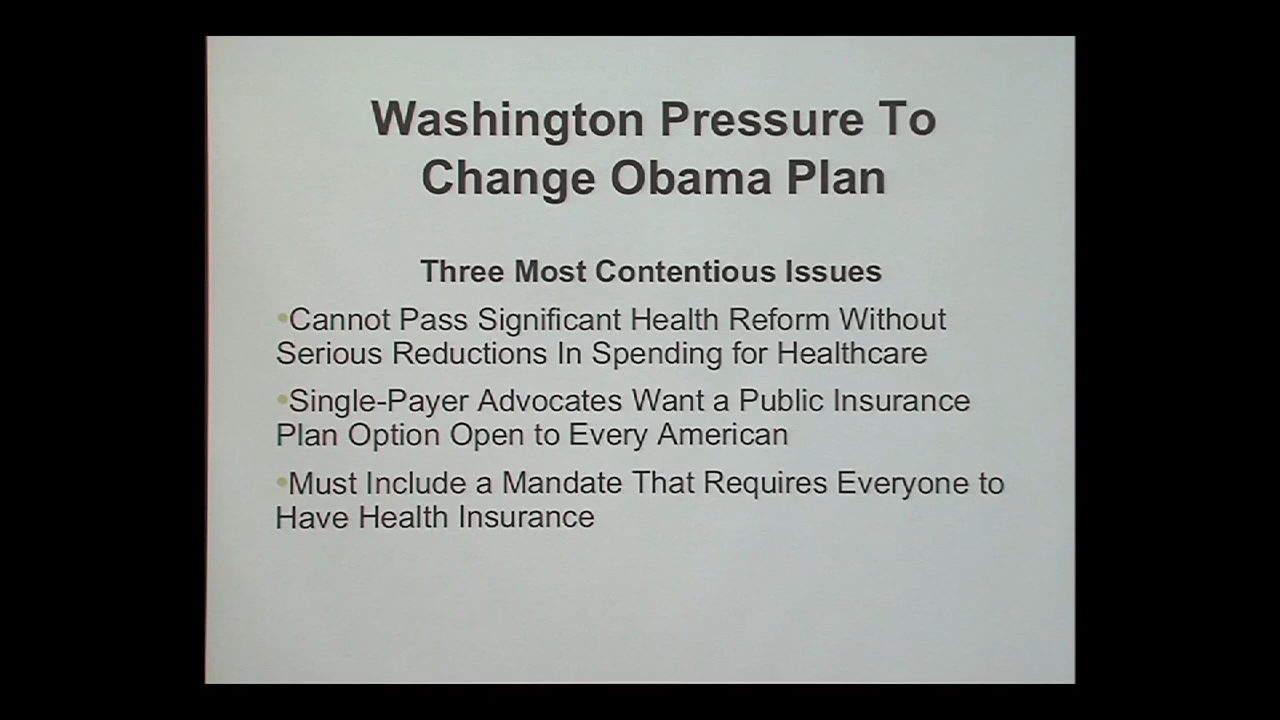 Washington Pressure To
Change Obama Plan
Three Most Contentious Issues
•Cannot Pass Significant Health Reform Without
Serious Reductions In Spending for Healthcare
•Single-Payer Advocates Want a Public Insurance
Plan Option Open to Every American
•Must Include a Mandate That Requires Everyone to
Have Health Insurance